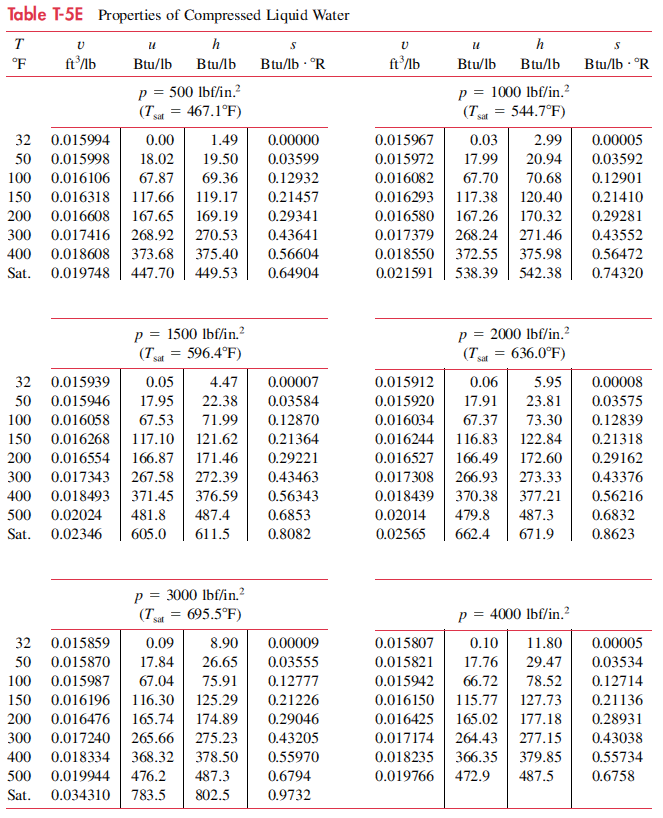 Table T-5E Properties of Compressed Liquid Water
T v u h s v u h s
°F ft³/lb Btu/lb Btu/lb Btu/lb · °R ft³/lb Btu/lb Btu/lb Btu/lb · °R
p = 500 lbf/in.² p = 1000 lbf/in.²
(Tsat = 467.1°F) (Tsat = 544.7°F)
32 0.015994 0.00 1.49 0.00000 0.015967 0.03 2.99 0.00005
50 0.015998 18.02 19.50 0.03599 0.015972 17.99 20.94 0.03592
100 0.016106 67.87 69.36 0.12932 0.016082 67.70 70.68 0.12901
150 0.016318 117.66 119.17 0.21457 0.016293 117.38 120.40 0.21410
200 0.016608 167.65 169.19 0.29341 0.016580 167.26 170.32 0.29281
300 0.017416 268.92 270.53 0.43641 0.017379 268.24 271.46 0.43552
400 0.018608 373.68 375.40 0.56604 0.018550 372.55 375.98 0.56472
Sat. 0.019748 447.70 449.53 0.64904 0.021591 538.39 542.38 0.74320
p = 1500 lbf/in.² p = 2000 lbf/in.²
(Tsat = 596.4°F) (Tsat = 636.0°F)
32 0.015939 0.05 4.47 0.00007 0.015912 0.06 5.95 0.00008
50 0.015946 17.95 22.38 0.03584 0.015920 17.91 23.81 0.03575
100 0.016058 67.53 71.99 0.12870 0.016034 67.37 73.30 0.12839
150 0.016268 117.10 121.62 0.21364 0.016244 116.83 122.84 0.21318
200 0.016554 166.87 171.46 0.29221 0.016527 166.49 172.60 0.29162
300 0.017343 267.58 272.39 0.43463 0.017308 266.93 273.33 0.43376
400 0.018493 371.45 376.59 0.56343 0.018439 370.38 377.21 0.56216
500 0.02024 481.8 487.4 0.6853 0.02014 479.8 487.3 0.6832
Sat. 0.02346 605.0 611.5 0.8082 0.02565 662.4 671.9 0.8623
p = 3000 lbf/in.²
(Tsat = 695.5°F) p = 4000 lbf/in.²
32 0.015859 0.09 8.90 0.00009 0.015807 0.10 11.80 0.00005
50 0.015870 17.84 26.65 0.03555 0.015821 17.76 29.47 0.03534
100 0.015987 67.04 75.91 0.12777 0.015942 66.72 78.52 0.12714
150 0.016196 116.30 125.29 0.21226 0.016150 115.77 127.73 0.21136
200 0.016476 165.74 174.89 0.29046 0.016425 165.02 177.18 0.28931
300 0.017240 265.66 275.23 0.43205 0.017174 264.43 277.15 0.43038
400 0.018334 368.32 378.50 0.55970 0.018235 366.35 379.85 0.55734
500 0.019944 476.2 487.3 0.6794 0.019766 472.9 487.5 0.6758
Sat. 0.034310 783.5 802.5 0.9732